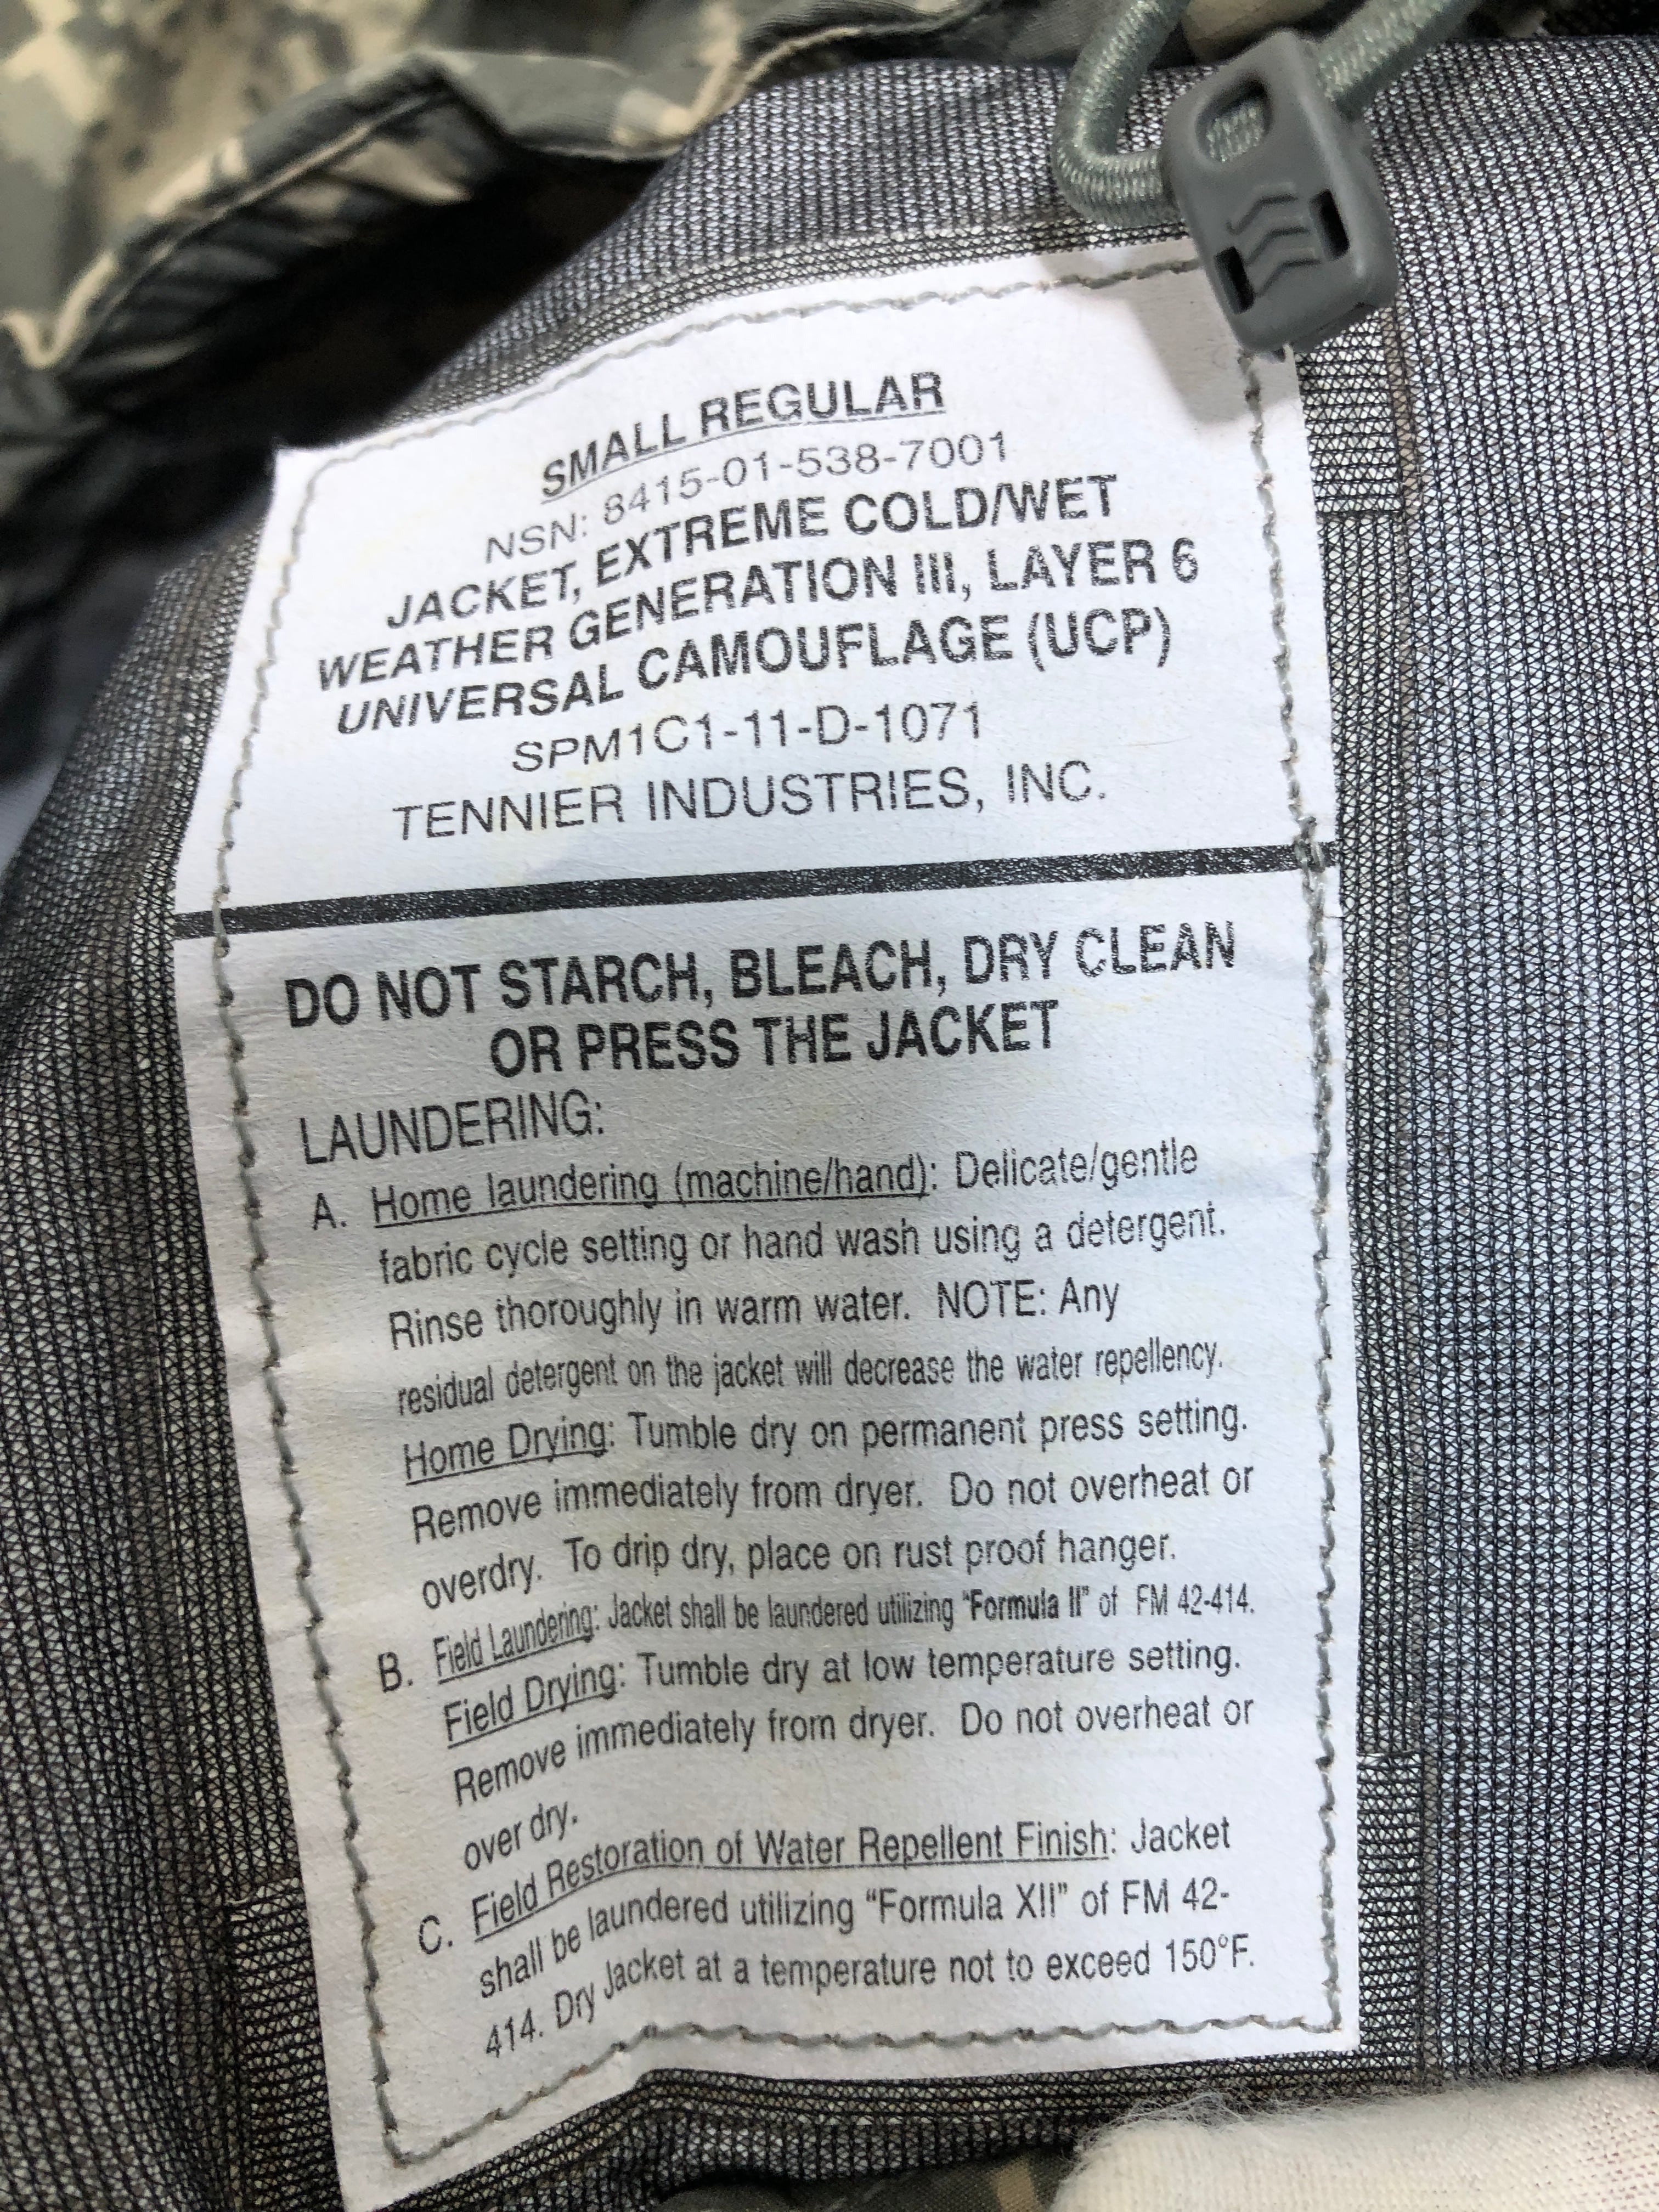 SMALL REGULAR
NSN: 8415-01-538-7001
JACKET, EXTREME COLD/WET
WEATHER GENERATION III, LAYER 6
UNIVERSAL CAMOUFLAGE (UCP)
SPM1C1-11-D-1071
TENNIER INDUSTRIES, INC.
DO NOT STARCH, BLEACH, DRY CLEAN
OR PRESS THE JACKET
LAUNDERING:
A. Home laundering (machine/hand): Delicate/gentle
fabric cycle setting or hand wash using a detergent.
Rinse thoroughly in warm water. NOTE: Any
residual detergent on the jacket will decrease the water repellency.
Home Drying: Tumble dry on permanent press setting.
Remove immediately from dryer. Do not overheat or
overdry. To drip dry, place on rust proof hanger.
B. Field Laundering: Jacket shall be laundered utilizing "Formula II" of FM 42-414.
Field Drying: Tumble dry at low temperature setting.
Remove immediately from dryer. Do not overheat or
over dry.
C. Field Restoration of Water Repellent Finish: Jacket
shall be laundered utilizing "Formula XII" of FM 42-
414. Dry Jacket at a temperature not to exceed 150°F.